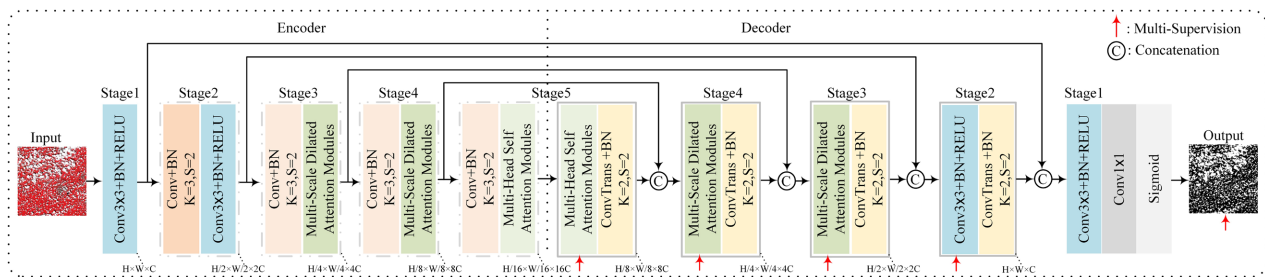 Encoder
Decoder
: Multi-Supervision
C : Concatenation
Stage1
Stage2
Stage3
Stage4
Stage5
Stage4
Stage3
Stage2
Stage1
Input
Conv3x3+BN+RELU
Conv+BN
K=3,S=2
Conv3x3+BN+RELU
Conv+BN
K=3,S=2
Multi-Scale Dilated
Attention Modules
Conv+BN
K=3,S=2
Multi-Scale Dilated
Attention Modules
Conv+BN
K=3,S=2
Multi-Head Self
Attention Modules
Multi-Head Self
Attention Modules
ConvTrans +BN
K=2,S=2
C
Multi-Scale Dilated
Attention Modules
ConvTrans +BN
K=2,S=2
C
Multi-Scale Dilated
Attention Modules
ConvTrans +BN
K=2,S=2
C
Conv3x3+BN+RELU
ConvTrans +BN
K=2,S=2
C
Conv3x3+BN+RELU
Conv1x1
Sigmoid
Output
H×W×C
H/2×W/2×2C
H/4×W/4×4C
H/8×W/8×8C
H/16×W/16×16C
H/8×W/8×8C
H/4×W/4×4C
H/2×W/2×2C
H×W×C